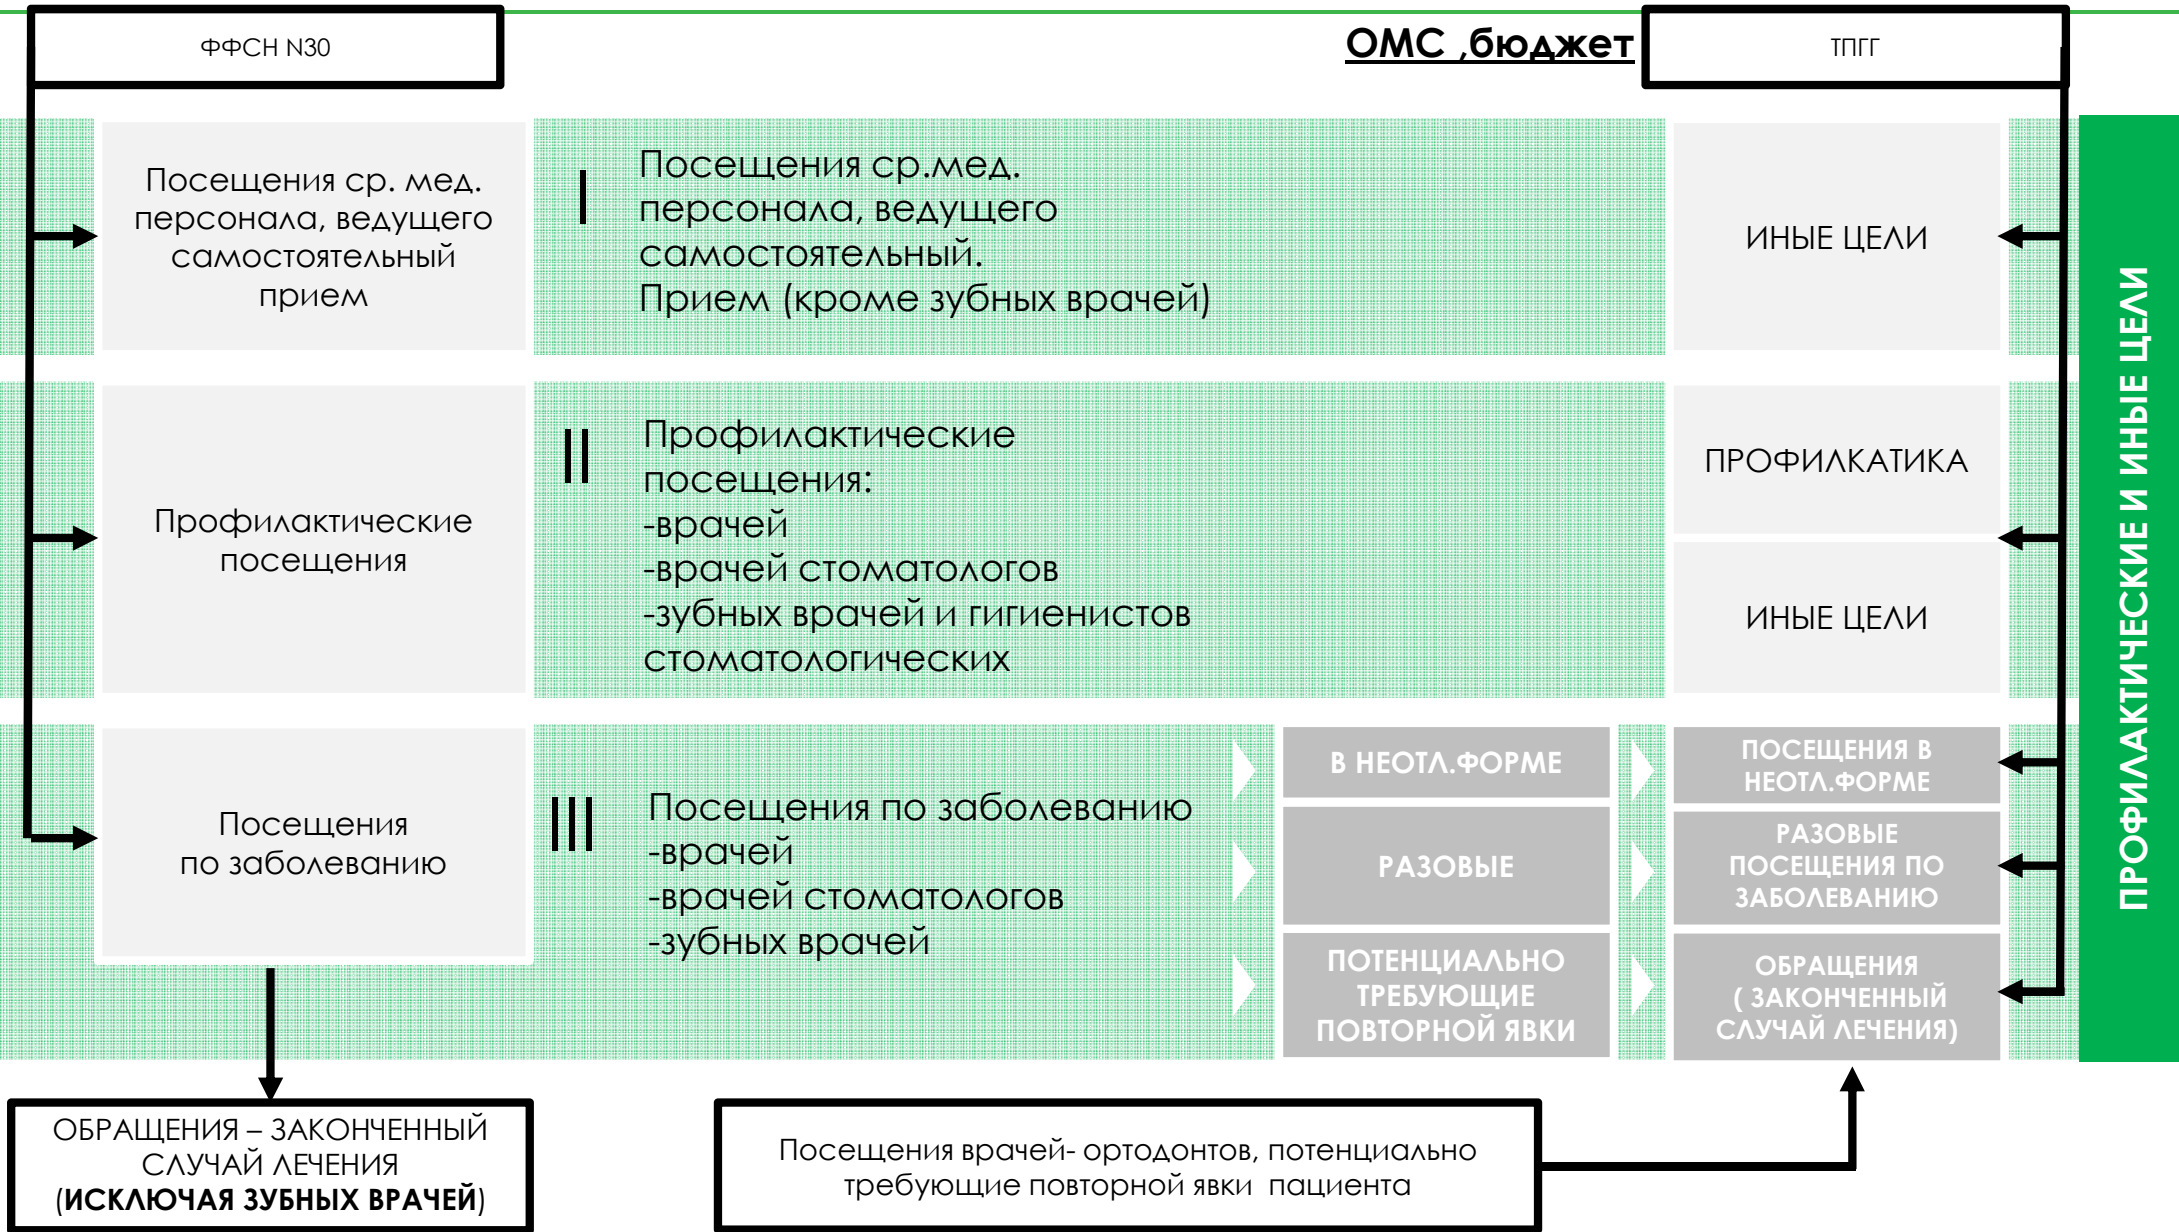 ФФСН N30
ОМС ,бюджет
ТПГГ
Посещения ср. мед.
персонала, ведущего
самостоятельный
прием
I
Посещения ср.мед.
персонала, ведущего
самостоятельный.
Прием (кроме зубных врачей)
ИНЫЕ ЦЕЛИ
Профилактические
посещения
II
Профилактические
посещения:
-врачей
-врачей стоматологов
-зубных врачей и гигиенистов
стоматологических
ПРОФИЛКАТИКА
ИНЫЕ ЦЕЛИ
Посещения
по заболеванию
III
Посещения по заболеванию
-врачей
-врачей стоматологов
-зубных врачей
В НЕОТЛ.ФОРМЕ
РАЗОВЫЕ
ПОТЕНЦИАЛЬНО
ТРЕБУЮЩИЕ
ПОВТОРНОЙ ЯВКИ
ПОСЕЩЕНИЯ В
НЕОТЛ.ФОРМЕ
РАЗОВЫЕ
ПОСЕЩЕНИЯ ПО
ЗАБОЛЕВАНИЮ
ОБРАЩЕНИЯ
( ЗАКОНЧЕННЫЙ
СЛУЧАЙ ЛЕЧЕНИЯ)
ПРОФИЛАКТИЧЕСКИЕ И ИНЫЕ ЦЕЛИ
ОБРАЩЕНИЯ – ЗАКОНЧЕННЫЙ
СЛУЧАЙ ЛЕЧЕНИЯ
(ИСКЛЮЧАЯ ЗУБНЫХ ВРАЧЕЙ)
Посещения врачей- ортодонтов, потенциально
требующие повторной явки пациента